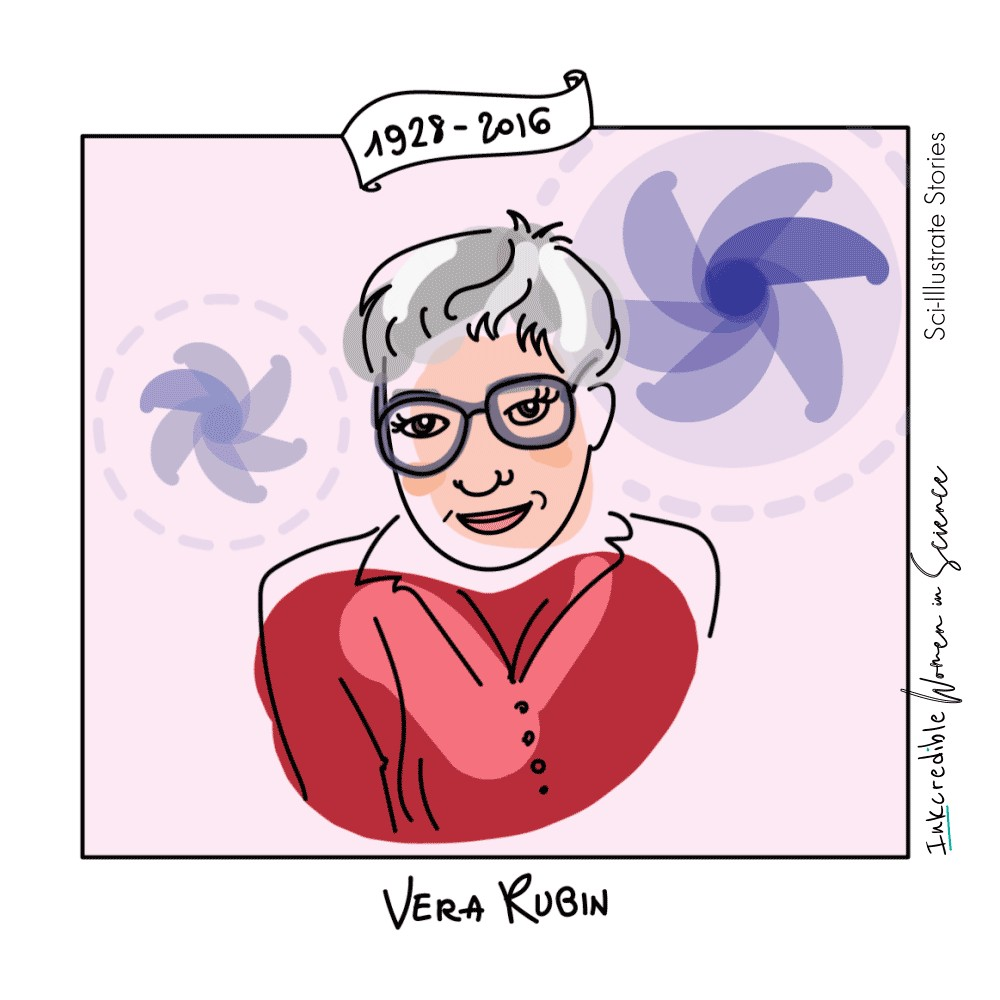 1928-2016
VERA RUBIN
Sci-Illustrate Stories
Inkcredible Women in Science